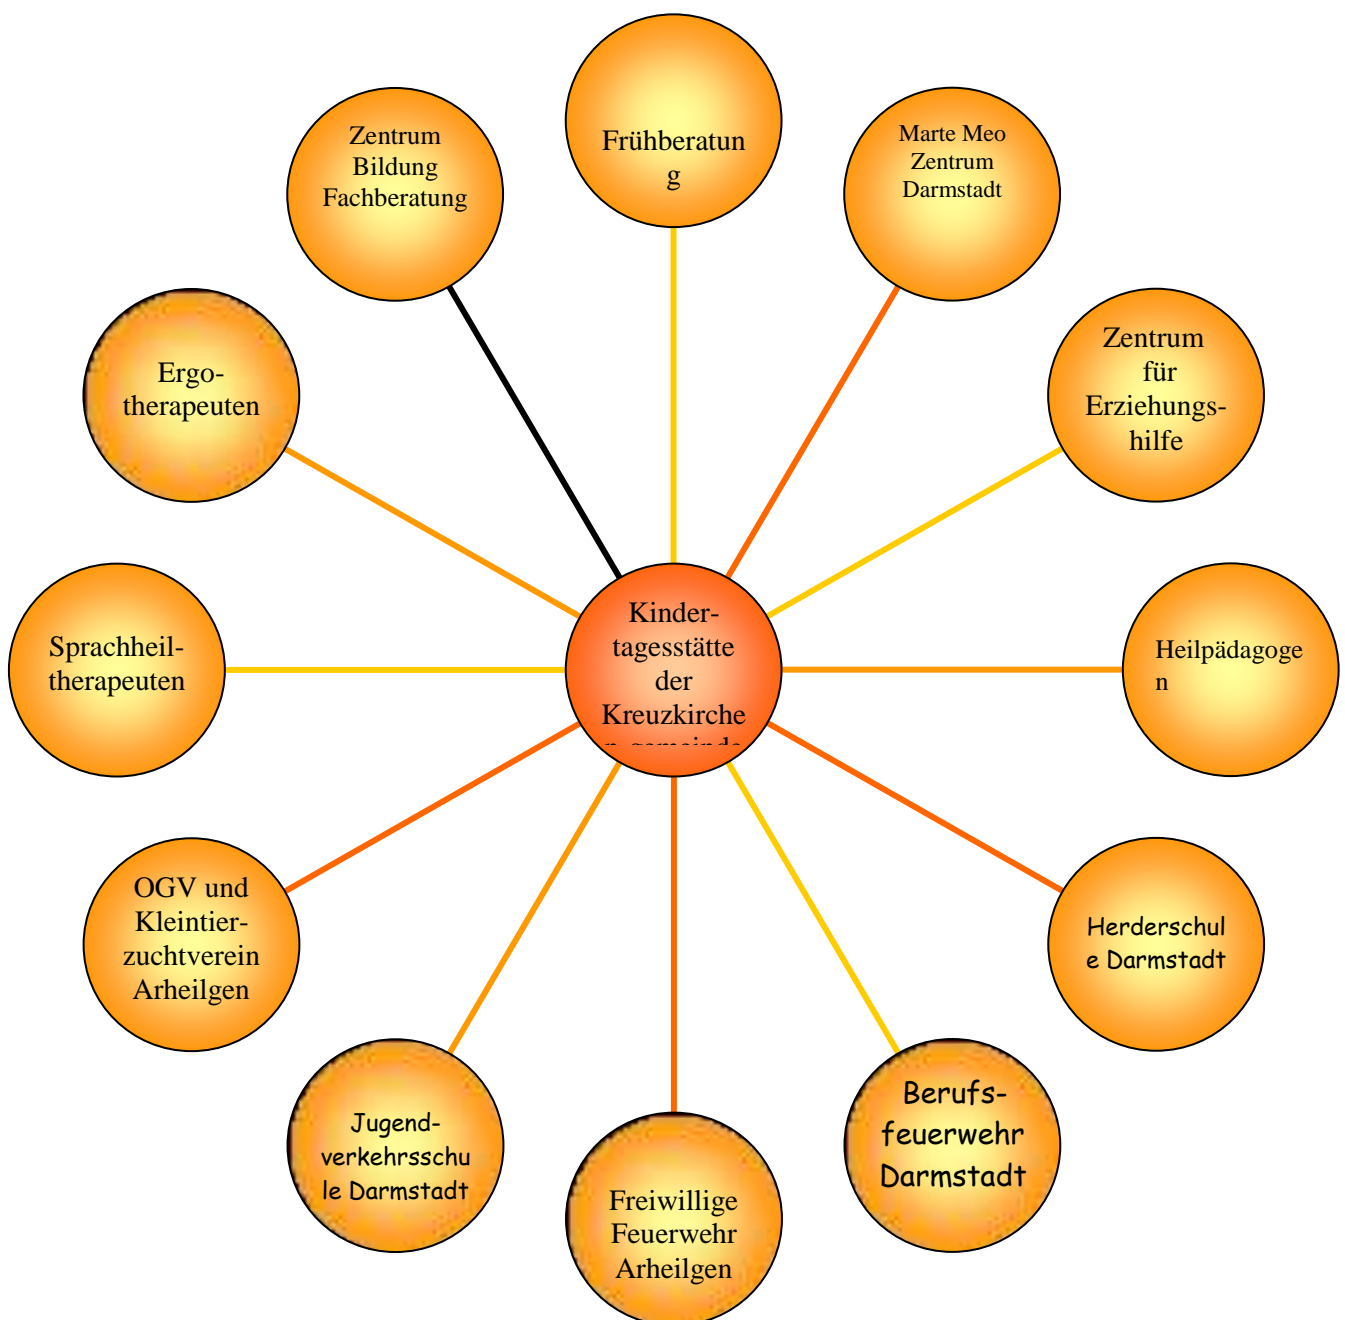 Frühberatun
g
Marte Meo
Zentrum
Darmstadt
Zentrum
für
Erziehungs-
hilfe
Heilpädagoge
n
Herderschul
e Darmstadt
Berufs-
feuerwehr
Darmstadt
Freiwillige
Feuerwehr
Arheilgen
Jugend-
verkehrsschu
le Darmstadt
OGV und
Kleintier-
zuchtverein
Arheilgen
Sprachheil-
therapeuten
Ergo-
therapeuten
Zentrum
Bildung
Fachberatung
Kinder-
tagesstätte
der
Kreuzkirche
n-gemeinde